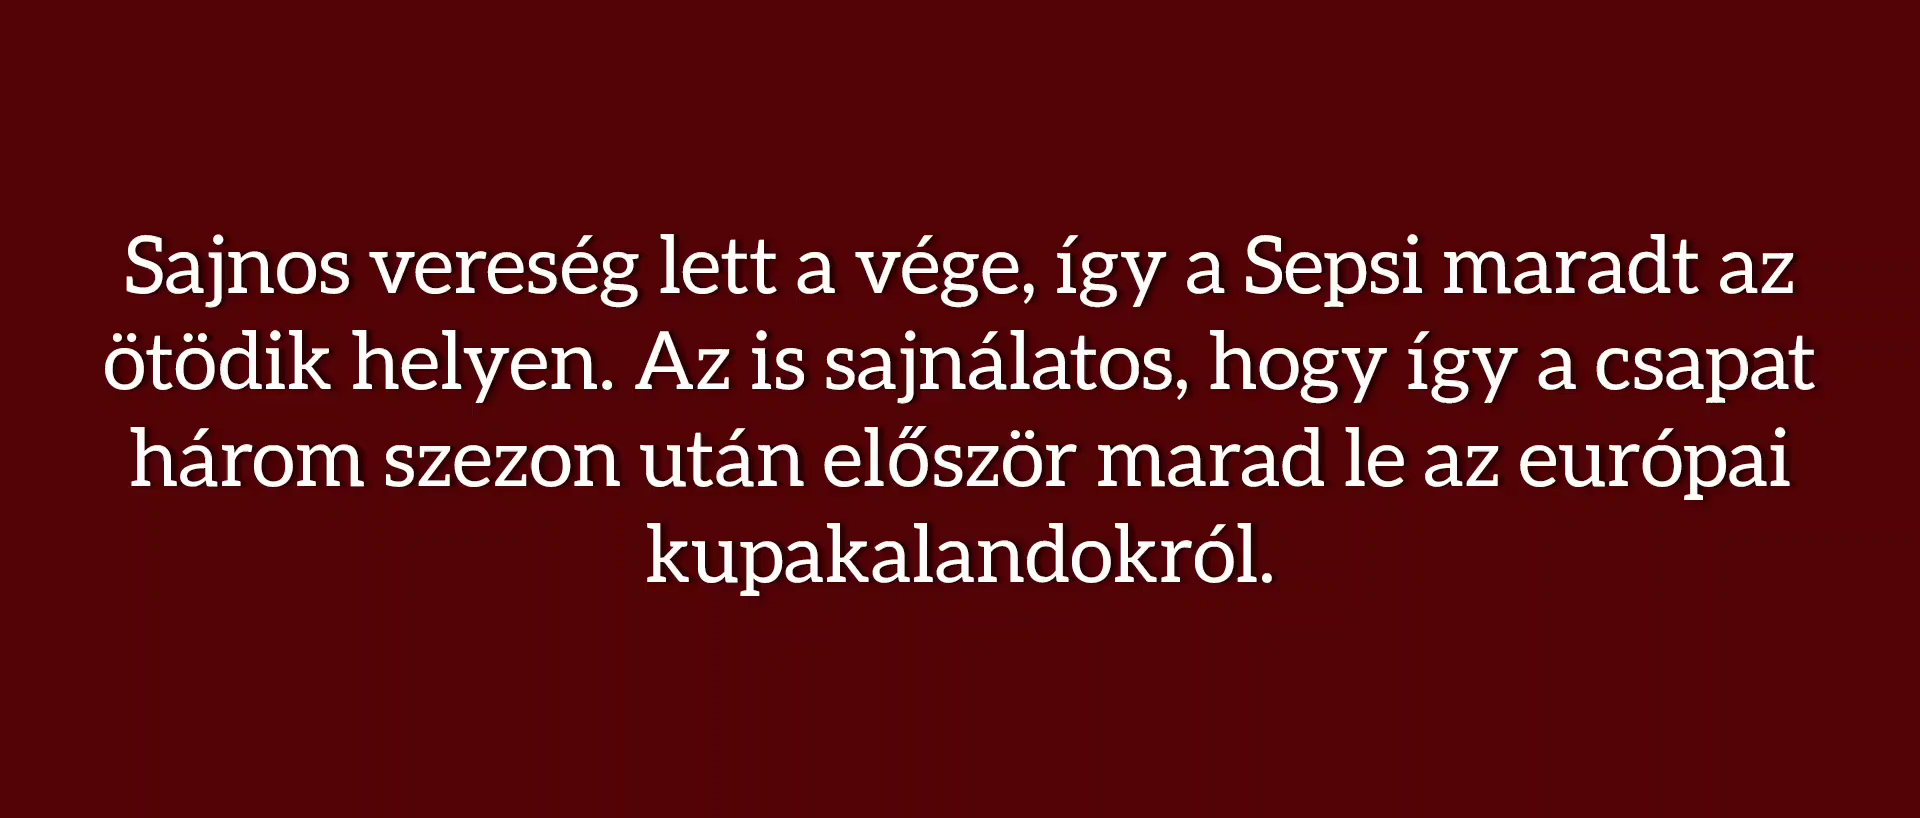 Sajnos vereség lett a vége, így a Sepsi maradt az
ötödik helyen. Az is sajnálatos, hogy így a csapat
három szezon után először marad le az európai
kupakalandokról.